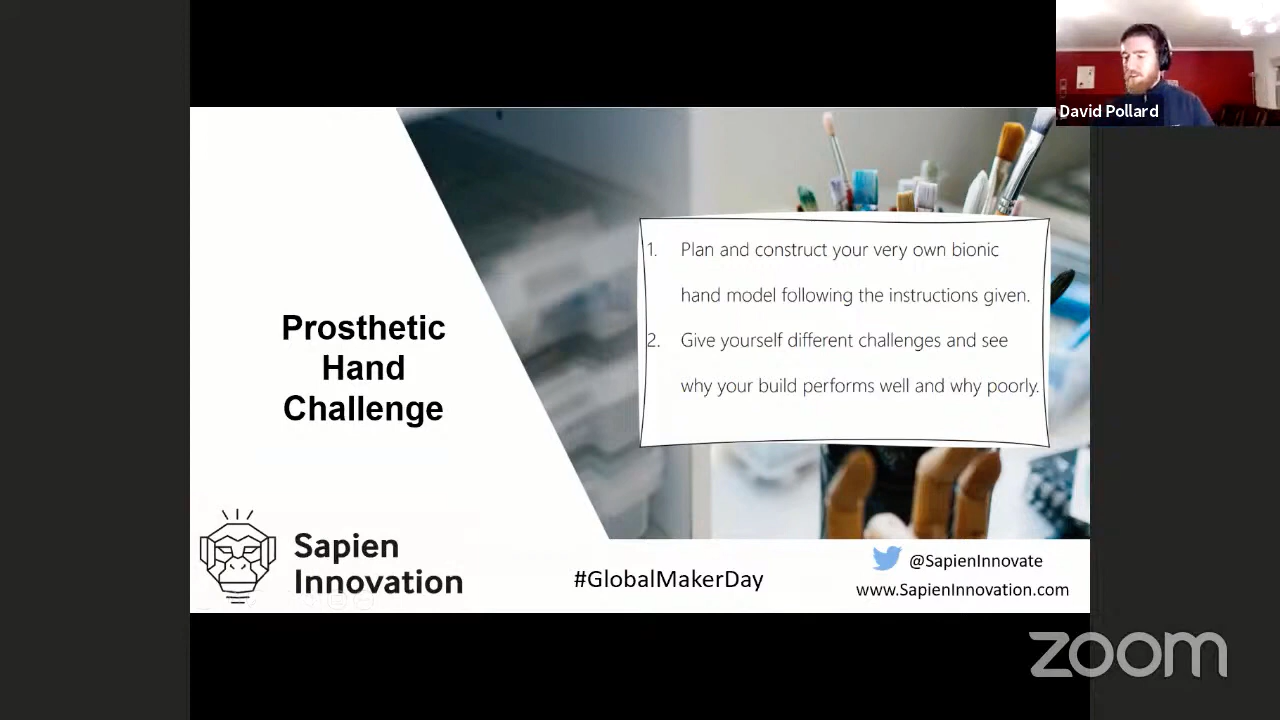 David Pollard
1. Plan and construct your very own bionic
hand model following the instructions given.
2. Give yourself different challenges and see
why your build performs well and why poorly.
Prosthetic
Hand
Challenge
Sapien
Innovation
#GlobalMakerDay
@SapienInnovate
www.SapienInnovation.com
zoom